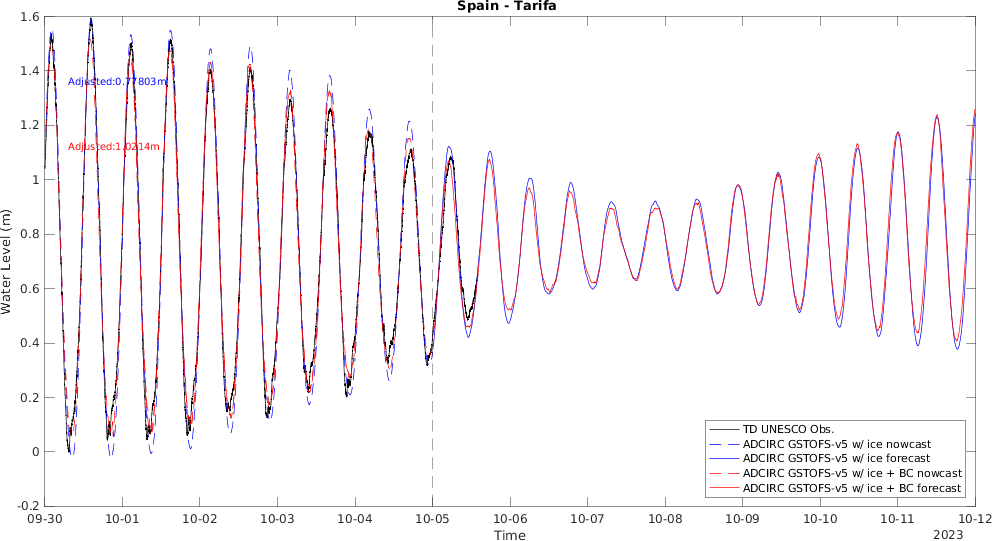 Spain - Tarifa
Water Level (m)
1.6
1.4
1.2
1
0.8
0.6
0.4
0.2
0
-0.2
Adjusted:0.77803m
Adjusted:1.0214m
TD UNESCO Obs.
ADCIRC GSTOFS-v5 w/ ice nowcast
ADCIRC GSTOFS-v5 w/ ice forecast
ADCIRC GSTOFS-v5 w/ ice + BC nowcast
ADCIRC GSTOFS-v5 w/ ice + BC forecast
09-30 10-01 10-02 10-03 10-04 10-05 10-06 10-07 10-08 10-09 10-10 10-11 10-12
Time
2023